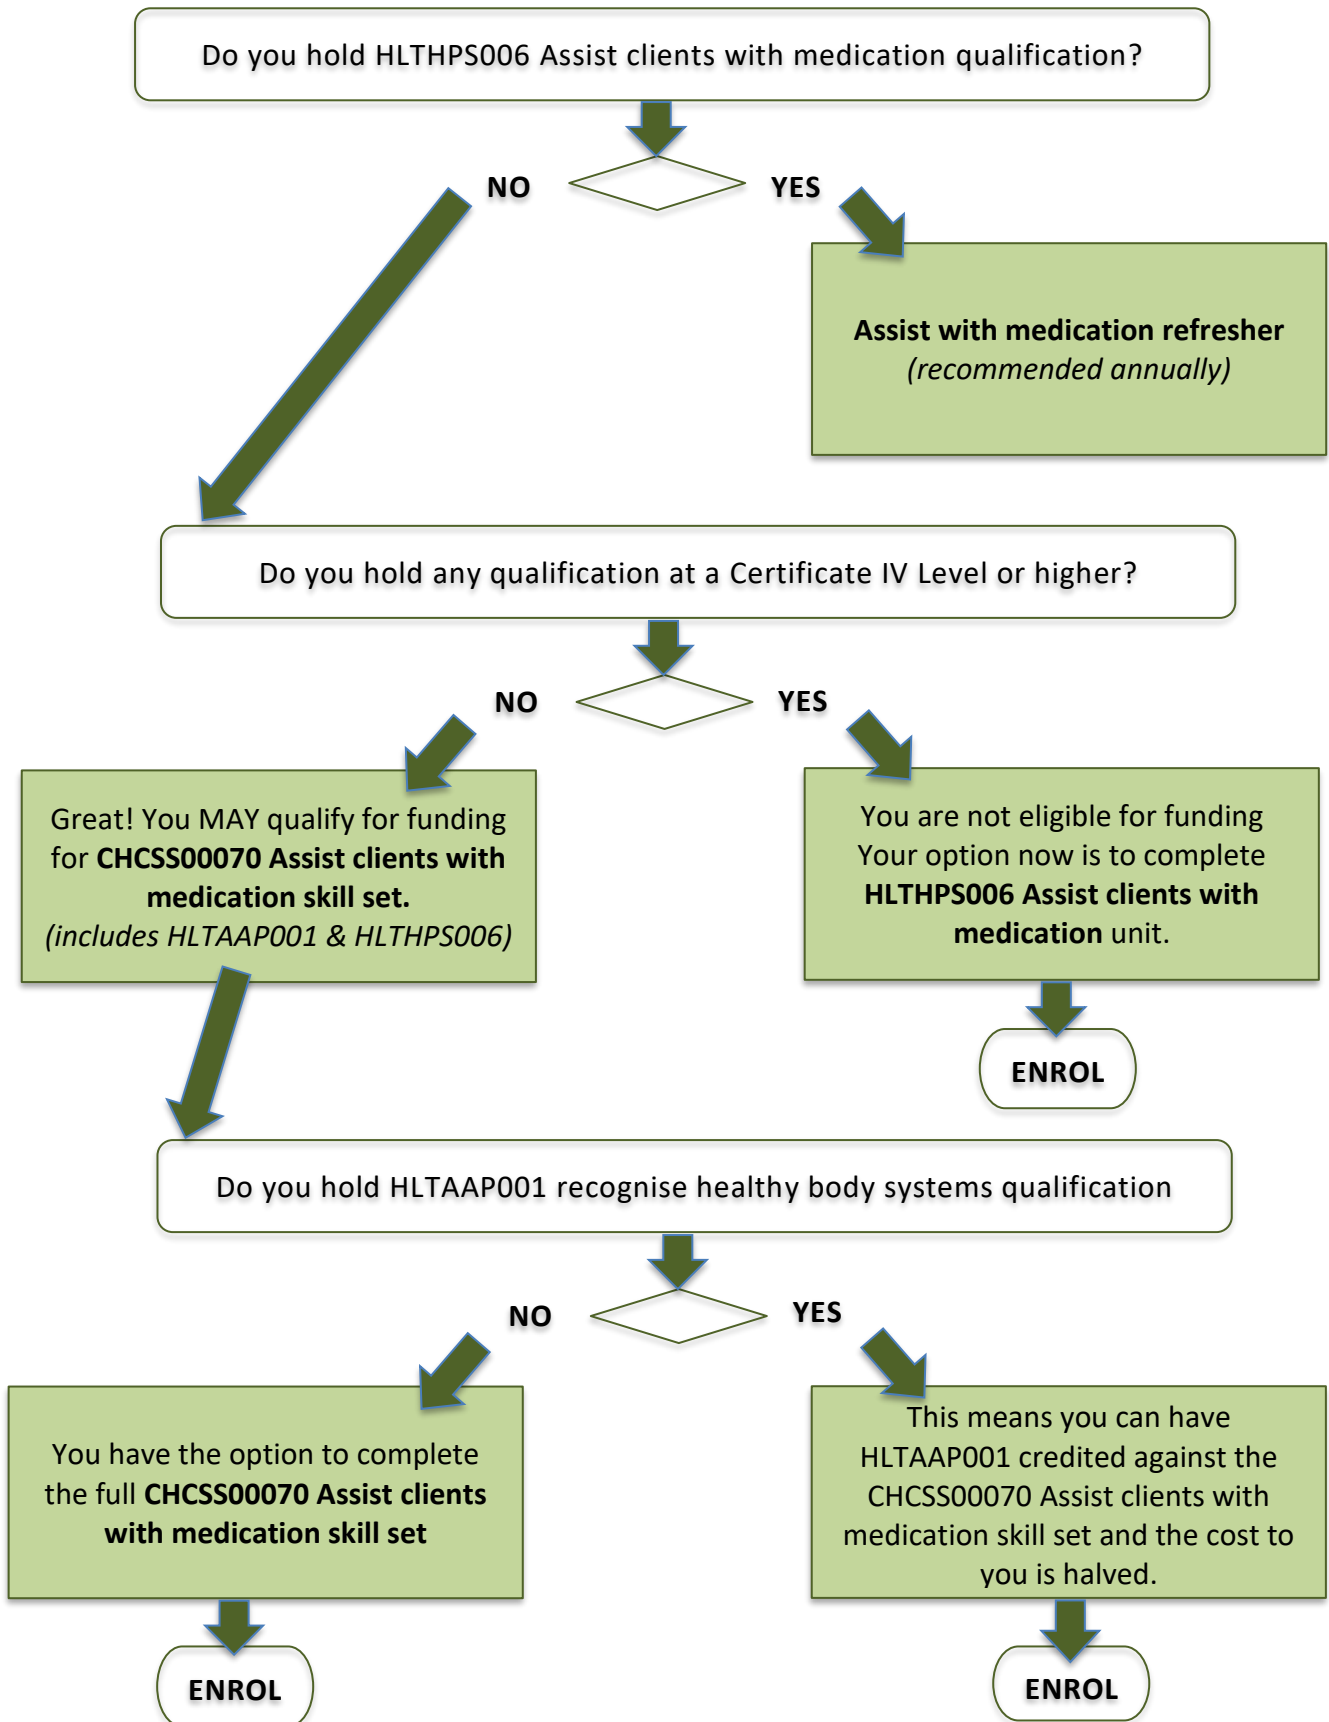 Do you hold HLTHPS006 Assist clients with medication qualification?
NO
YES
Assist with medication refresher
(recommended annually)
Do you hold any qualification at a Certificate IV Level or higher?
NO
YES
Great! You MAY qualify for funding
for CHCSS00070 Assist clients with
medication skill set.
(includes HLTAAP001 & HLTHPS006)
You are not eligible for funding
Your option now is to complete
HLTHPS006 Assist clients with
medication unit.
ENROL
Do you hold HLTAAP001 recognise healthy body systems qualification
NO
YES
You have the option to complete
the full CHCSS00070 Assist clients
with medication skill set
This means you can have
HLTAAP001 credited against the
CHCSS00070 Assist clients with
medication skill set and the cost to
you is halved.
ENROL
ENROL